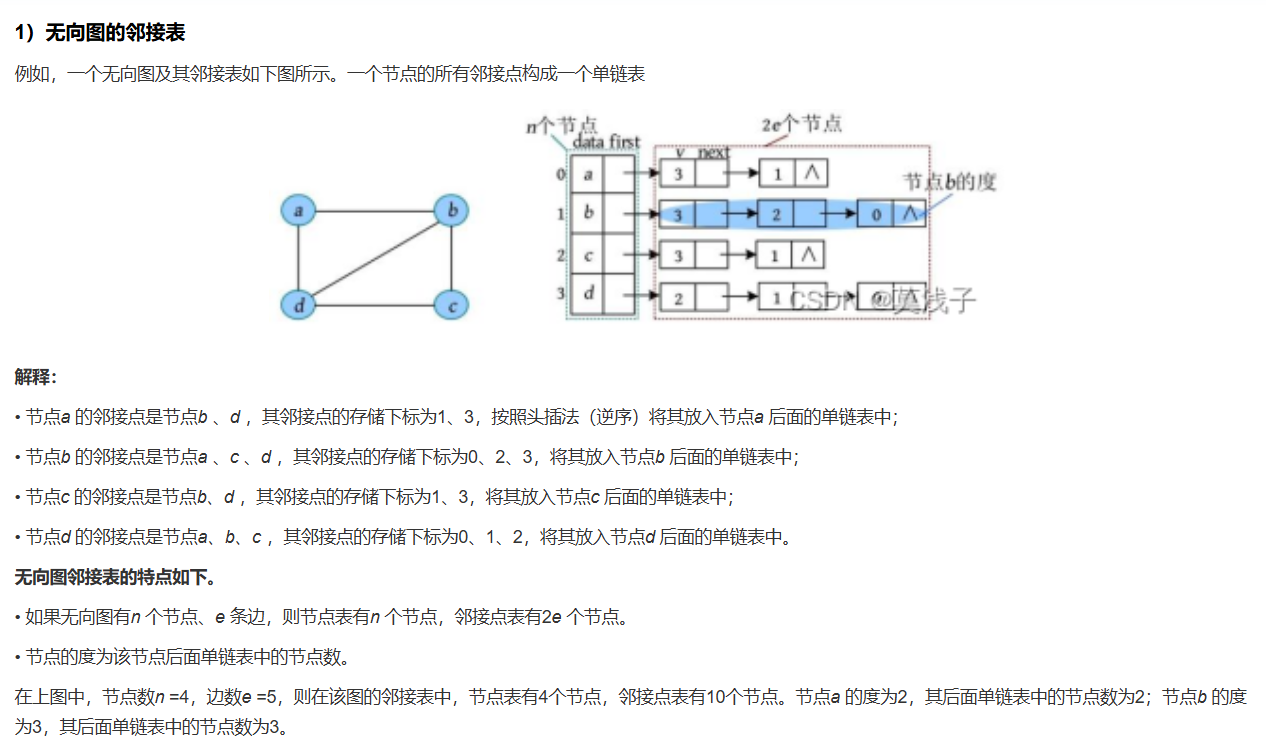 1）无向图的邻接表
例如，一个无向图及其邻接表如下图所示。一个节点的所有邻接点构成一个单链表
n个节点
2e个节点
data first
v next
节点b的度
0 a 3 1 ∧
1 b 3 2 0 ∧
2 c 3 1 ∧
3 d 2 1 0 ∧
a b
d c
CSDN @莫浅子
解释：
• 节点a 的邻接点是节点b 、d ，其邻接点的存储下标为1、3，按照头插法（逆序）将其放入节点a 后面的单链表中；
• 节点b 的邻接点是节点a 、c 、d ，其邻接点的存储下标为0、2、3，将其放入节点b 后面的单链表中；
• 节点c 的邻接点是节点b、d ，其邻接点的存储下标为1、3，将其放入节点c 后面的单链表中；
• 节点d 的邻接点是节点a、b、c ，其邻接点的存储下标为0、1、2，将其放入节点d 后面的单链表中。
无向图邻接表的特点如下。
• 如果无向图有n 个节点、e 条边，则节点表有n 个节点，邻接点表有2e 个节点。
• 节点的度为该节点后面单链表中的节点数。
在上图中，节点数n =4，边数e =5，则在该图的邻接表中，节点表有4个节点，邻接点表有10个节点。节点a 的度为2，其后面单链表中的节点数为2；节点b 的度
为3，其后面单链表中的节点数为3。